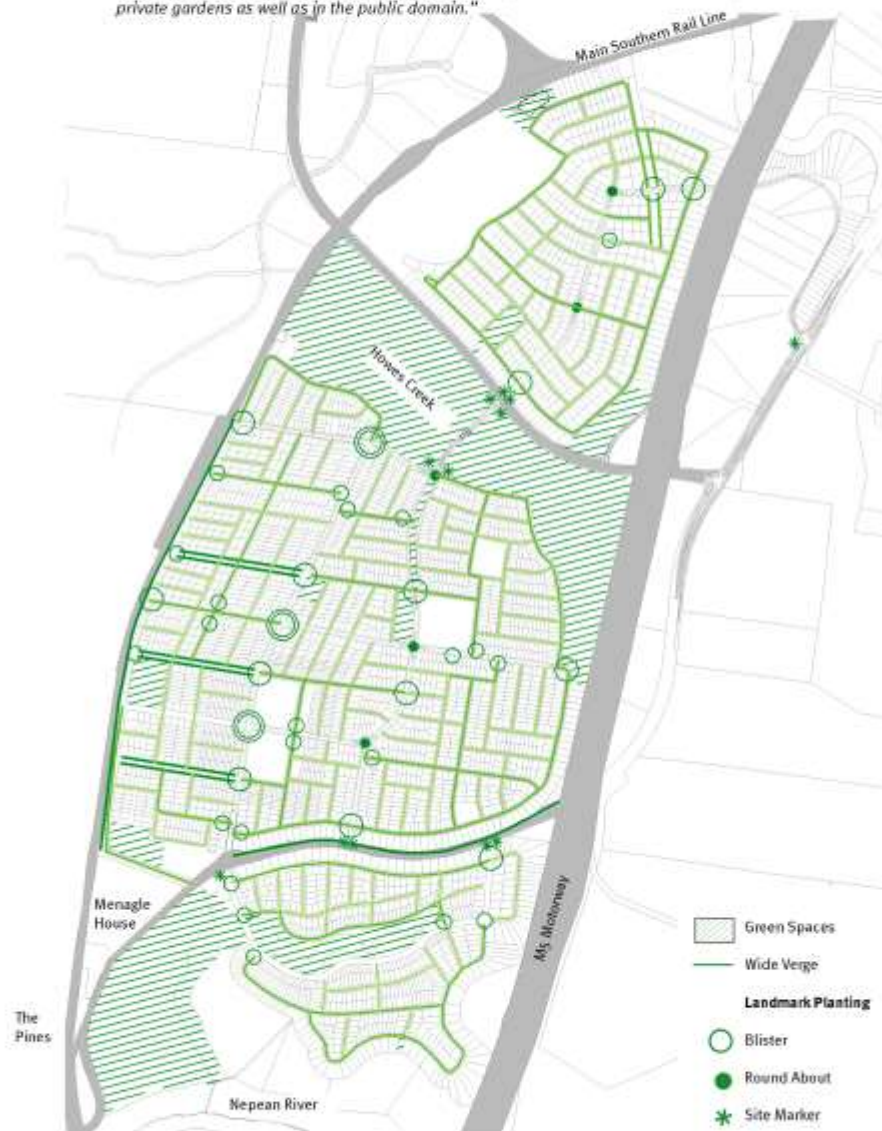 private gardens as well as in the public domain."
Main Southern Rail Line
Howes Creek
Menagle
House
M5 Motorway
The
Pines
Nepean River
Green Spaces
Wide Verge
Landmark Planting
Blister
Round About
Site Marker